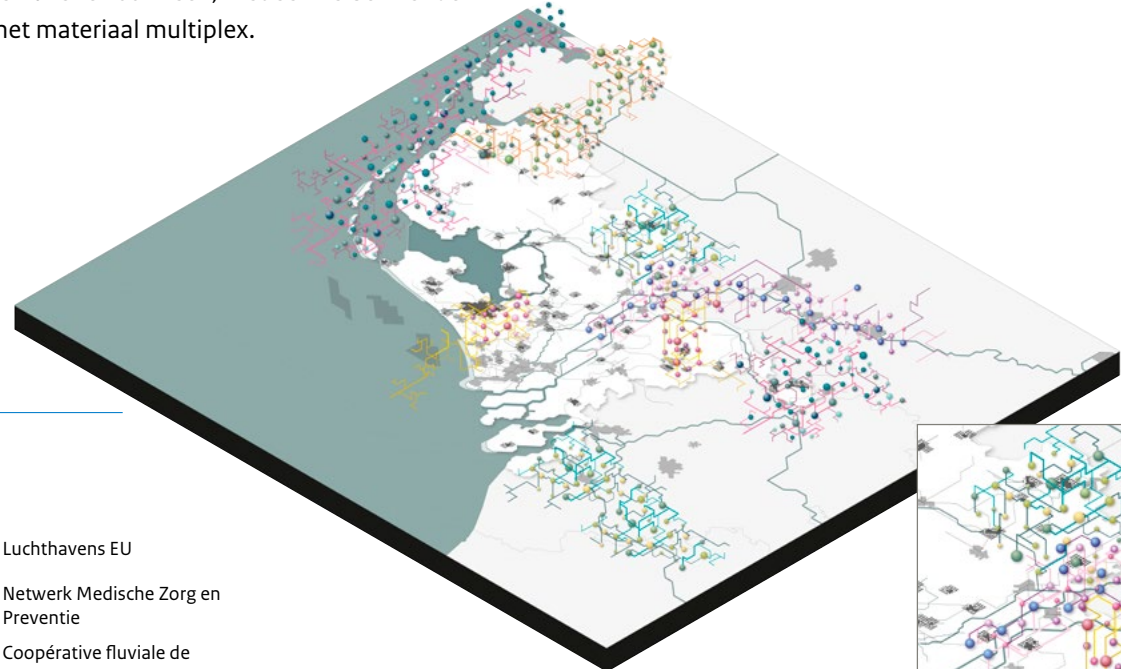 het materiaal multiplex.
Luchthavens EU
Netwerk Medische Zorg en
Preventie
Coopérative fluviale de